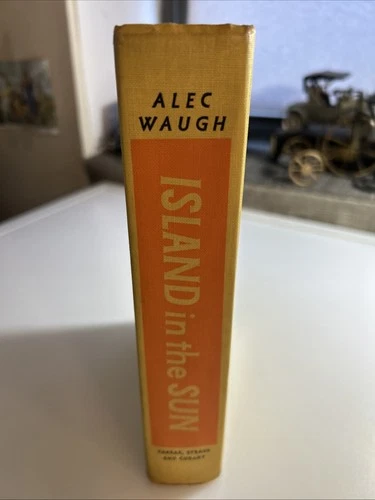 ALEC
WAUGH
ISLAND in the SUN
FARRAR, STRAUS
AND CUDAHY